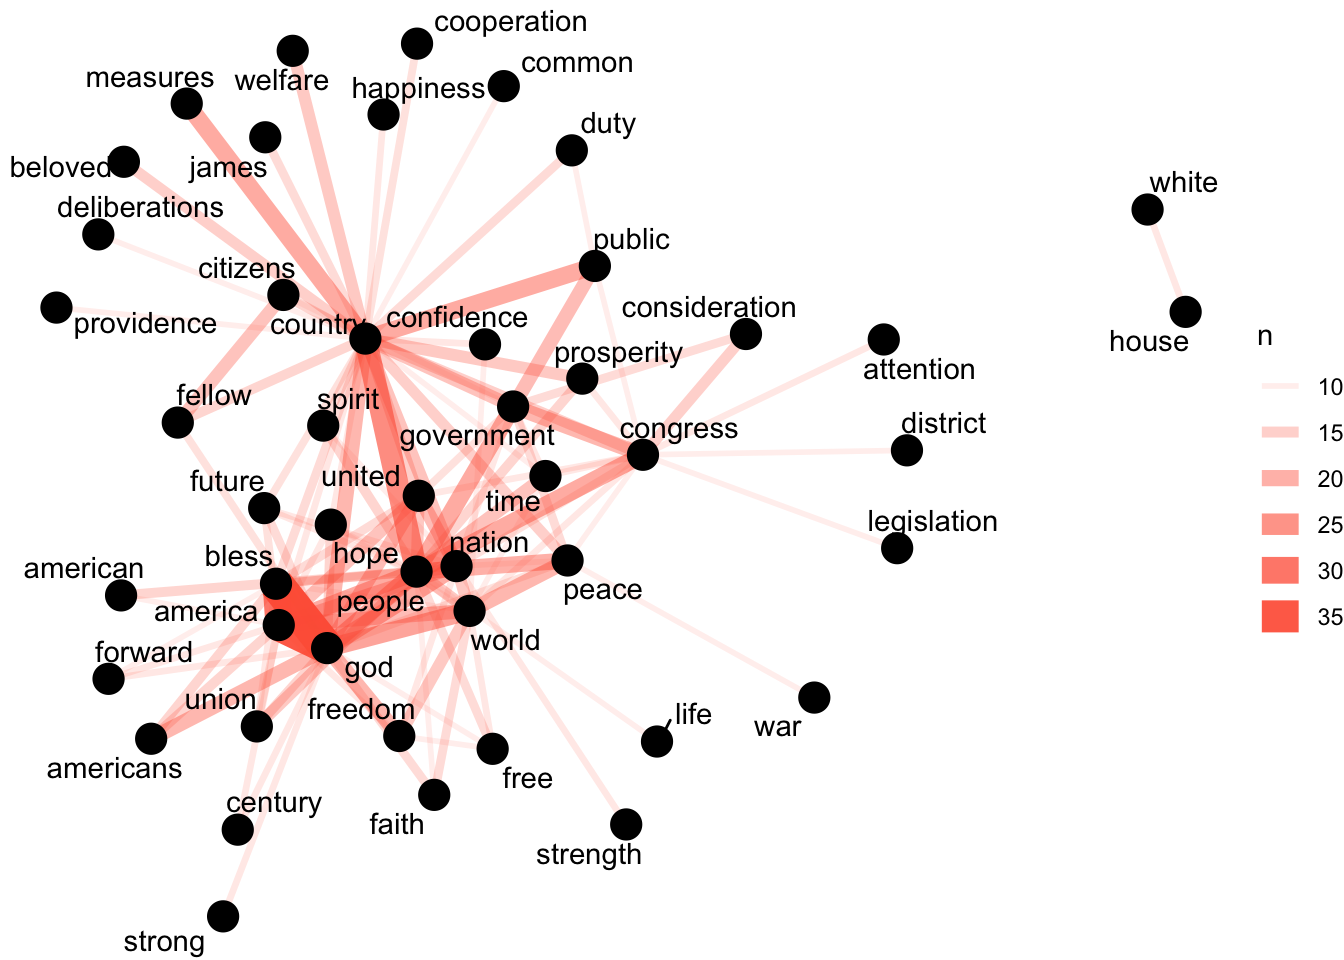 cooperation
common
measures
welfare
happiness
duty
beloved
james
white
deliberations
public
citizens
consideration
providence
country
confidence
house
n
prosperity
attention
10
fellow
spirit
15
government
congress
district
future
united
20
time
legislation
25
bless
hope
nation
american
30
america
people
peace
35
forward
god
world
union
freedom
life
war
americans
free
century
faith
strength
strong